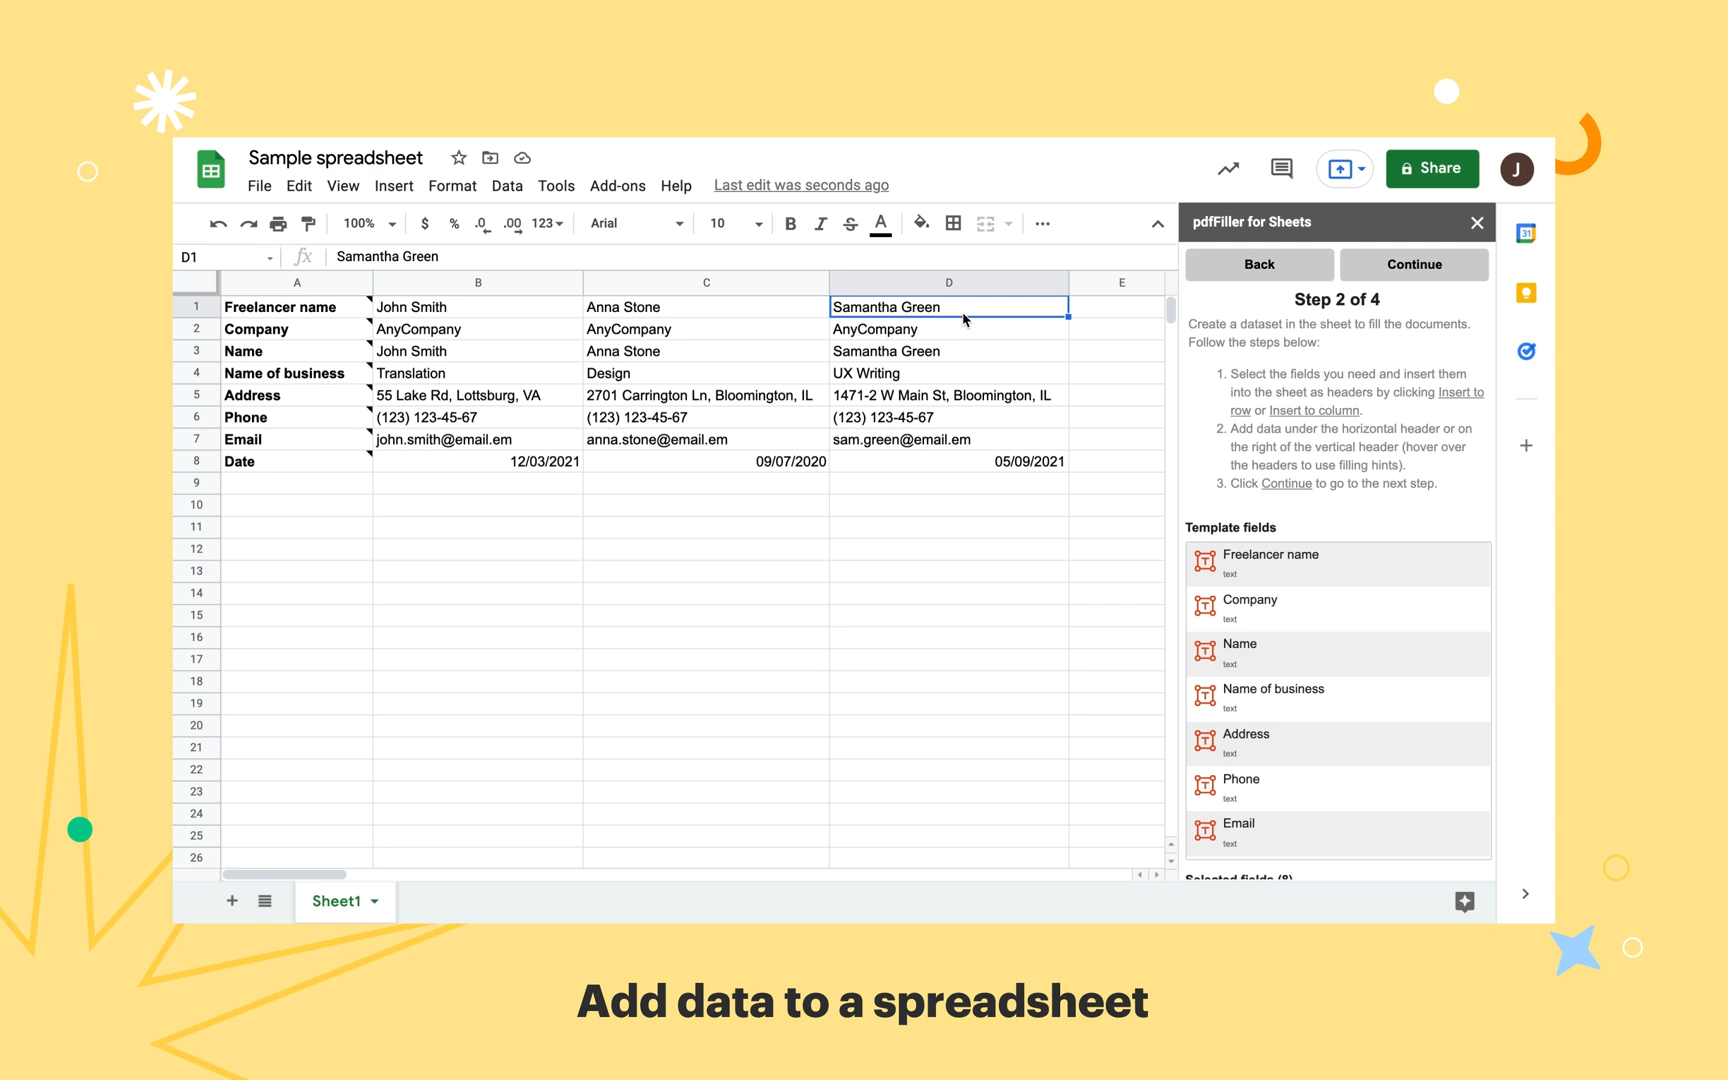 Sample spreadsheet
File Edit View Insert Format Data Tools Add-ons Help Last edit was seconds ago
Share
J
100% $ % .0 .00 123 Arial 10 B I S A
D1 fx Samantha Green
A B C D E
1 Freelancer name John Smith Anna Stone Samantha Green
2 Company AnyCompany AnyCompany AnyCompany
3 Name John Smith Anna Stone Samantha Green
4 Name of business Translation Design UX Writing
5 Address 55 Lake Rd, Lottsburg, VA 2701 Carrington Ln, Bloomington, IL 1471-2 W Main St, Bloomington, IL
6 Phone (123) 123-45-67 (123) 123-45-67 (123) 123-45-67
7 Email john.smith@email.em anna.stone@email.em sam.green@email.em
8 Date 12/03/2021 09/07/2020 05/09/2021
9
10
11
12
13
14
15
16
17
18
19
20
21
22
23
24
25
26
Sheet1
pdfFiller for Sheets
Back Continue
Step 2 of 4
Create a dataset in the sheet to fill the documents.
Follow the steps below:
1. Select the fields you need and insert them
into the sheet as headers by clicking Insert to
row or Insert to column.
2. Add data under the horizontal header or on
the right of the vertical header (hover over
the headers to use filling hints).
3. Click Continue to go to the next step.
Template fields
Freelancer name
text
Company
text
Name
text
Name of business
text
Address
text
Phone
text
Email
text
Selected fields (8)
31
Add data to a spreadsheet